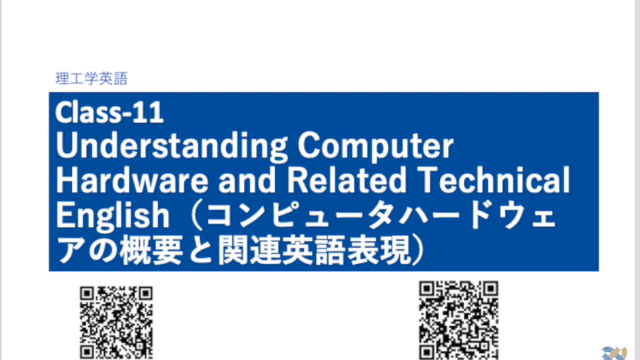 理工学英語
Class-11
Understanding Computer
Hardware and Related Technical
English（コンピュータハードウェ
アの概要と関連英語表現）